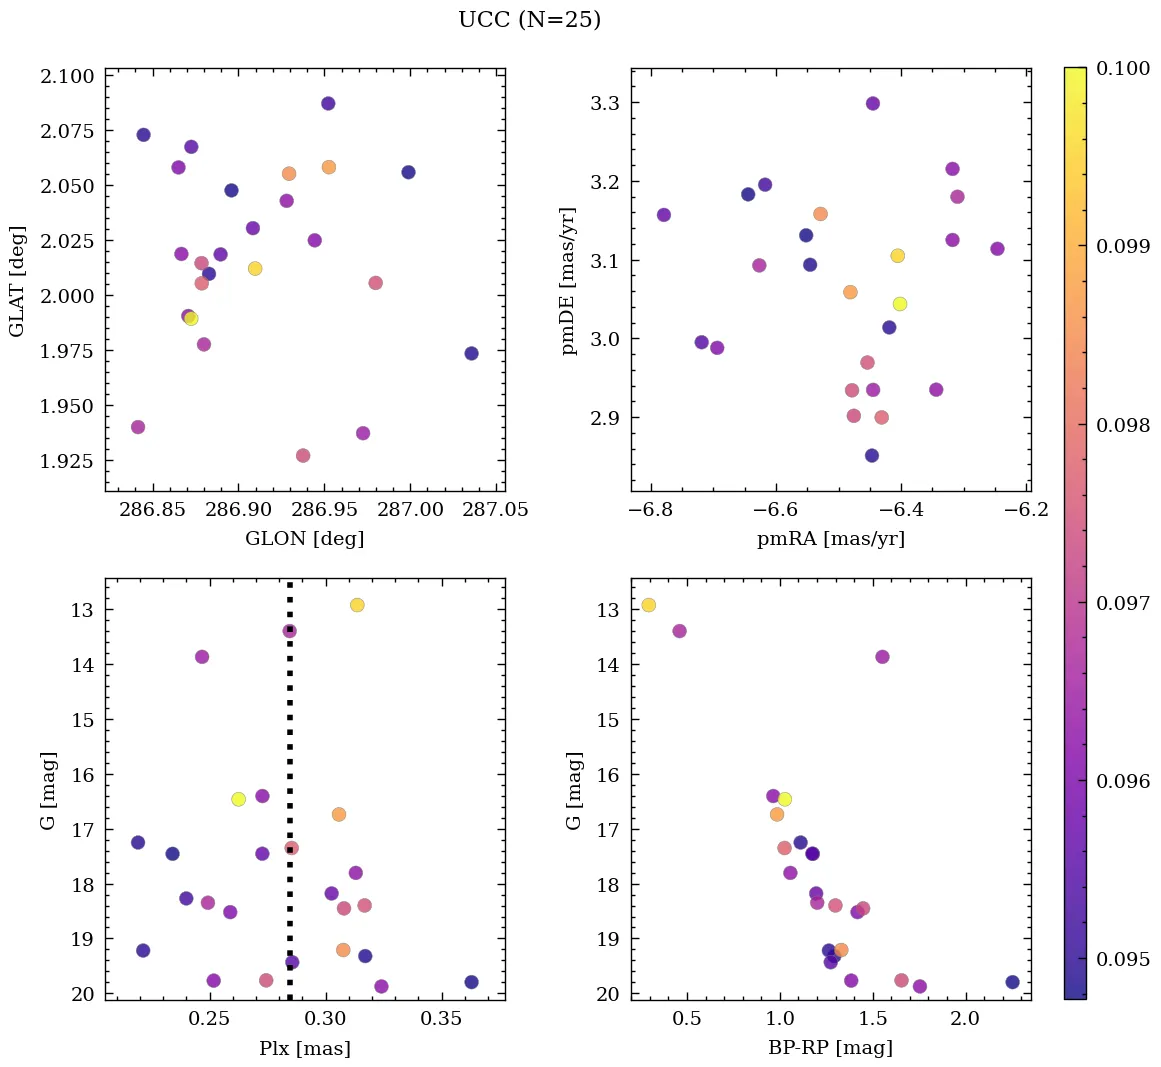 UCC (N=25)
2.100
2.075
2.050
2.025
2.000
1.975
1.950
1.925
GLAT [deg]
286.85 286.90 286.95 287.00 287.05
GLON [deg]
3.3
3.2
3.1
3.0
2.9
pmDE [mas/yr]
−6.8 −6.6 −6.4 −6.2
pmRA [mas/yr]
0.100
0.099
0.098
0.097
0.096
0.095
13
14
15
16
17
18
19
20
G [mag]
0.25 0.30 0.35
Plx [mas]
13
14
15
16
17
18
19
20
G [mag]
0.5 1.0 1.5 2.0
BP-RP [mag]